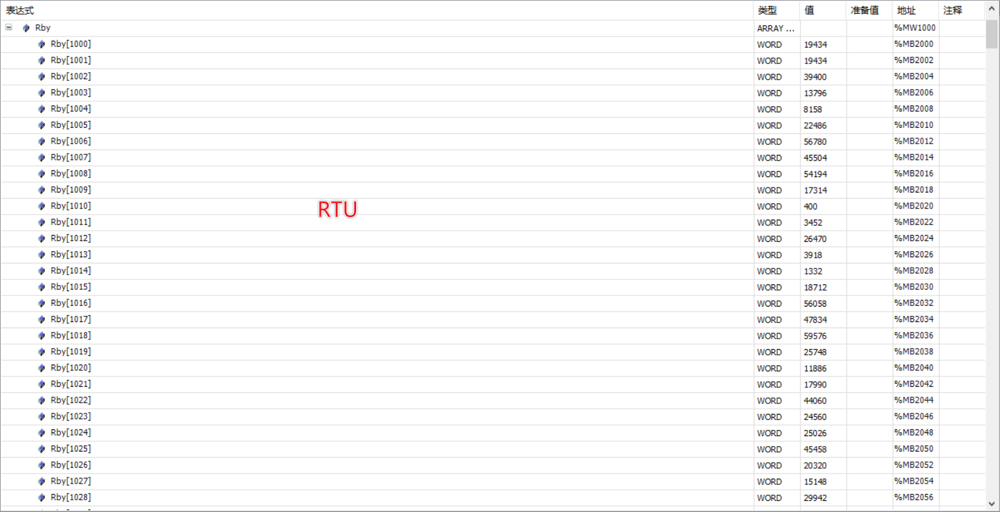 表达式 类型 值 准备值 地址 注释
Rby ARRAY ... %MW1000
Rby[1000] WORD 19434 %MB2000
Rby[1001] WORD 19434 %MB2002
Rby[1002] WORD 39400 %MB2004
Rby[1003] WORD 13796 %MB2006
Rby[1004] WORD 8158 %MB2008
Rby[1005] WORD 22486 %MB2010
Rby[1006] WORD 56780 %MB2012
Rby[1007] WORD 45504 %MB2014
Rby[1008] WORD 54194 %MB2016
Rby[1009] WORD 17314 %MB2018
Rby[1010] WORD 400 %MB2020
RTU
Rby[1011] WORD 3452 %MB2022
Rby[1012] WORD 26470 %MB2024
Rby[1013] WORD 3918 %MB2026
Rby[1014] WORD 1332 %MB2028
Rby[1015] WORD 18712 %MB2030
Rby[1016] WORD 56058 %MB2032
Rby[1017] WORD 47834 %MB2034
Rby[1018] WORD 59576 %MB2036
Rby[1019] WORD 25748 %MB2038
Rby[1020] WORD 11886 %MB2040
Rby[1021] WORD 17990 %MB2042
Rby[1022] WORD 44060 %MB2044
Rby[1023] WORD 24560 %MB2046
Rby[1024] WORD 25026 %MB2048
Rby[1025] WORD 45458 %MB2050
Rby[1026] WORD 20320 %MB2052
Rby[1027] WORD 15148 %MB2054
Rby[1028] WORD 29942 %MB2056